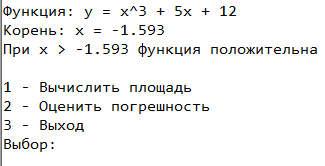 Функция: y = x^3 + 5x + 12
Корень: x = -1.593
При x > -1.593 функция положительна
1 - Вычислить площадь
2 - Оценить погрешность
3 - Выход
Выбор: